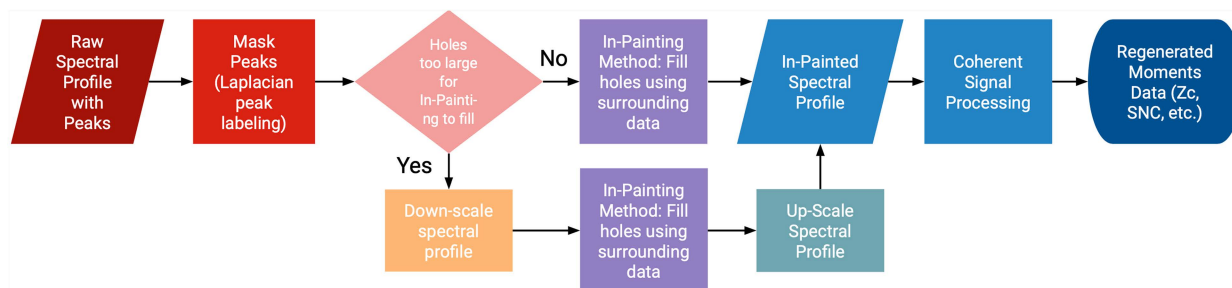 Raw
Spectral
Profile
with
Peaks
Mask
Peaks
(Laplacian
peak
labeling)
Holes
too large
for
In-Painti-
ng to fill
No
In-Painting
Method: Fill
holes using
surrounding
data
In-Painted
Spectral
Profile
Coherent
Signal
Processing
Regenerated
Moments
Data (Zc,
SNC, etc.)
Yes
Down-scale
spectral
profile
In-Painting
Method: Fill
holes using
surrounding
data
Up-Scale
Spectral
Profile